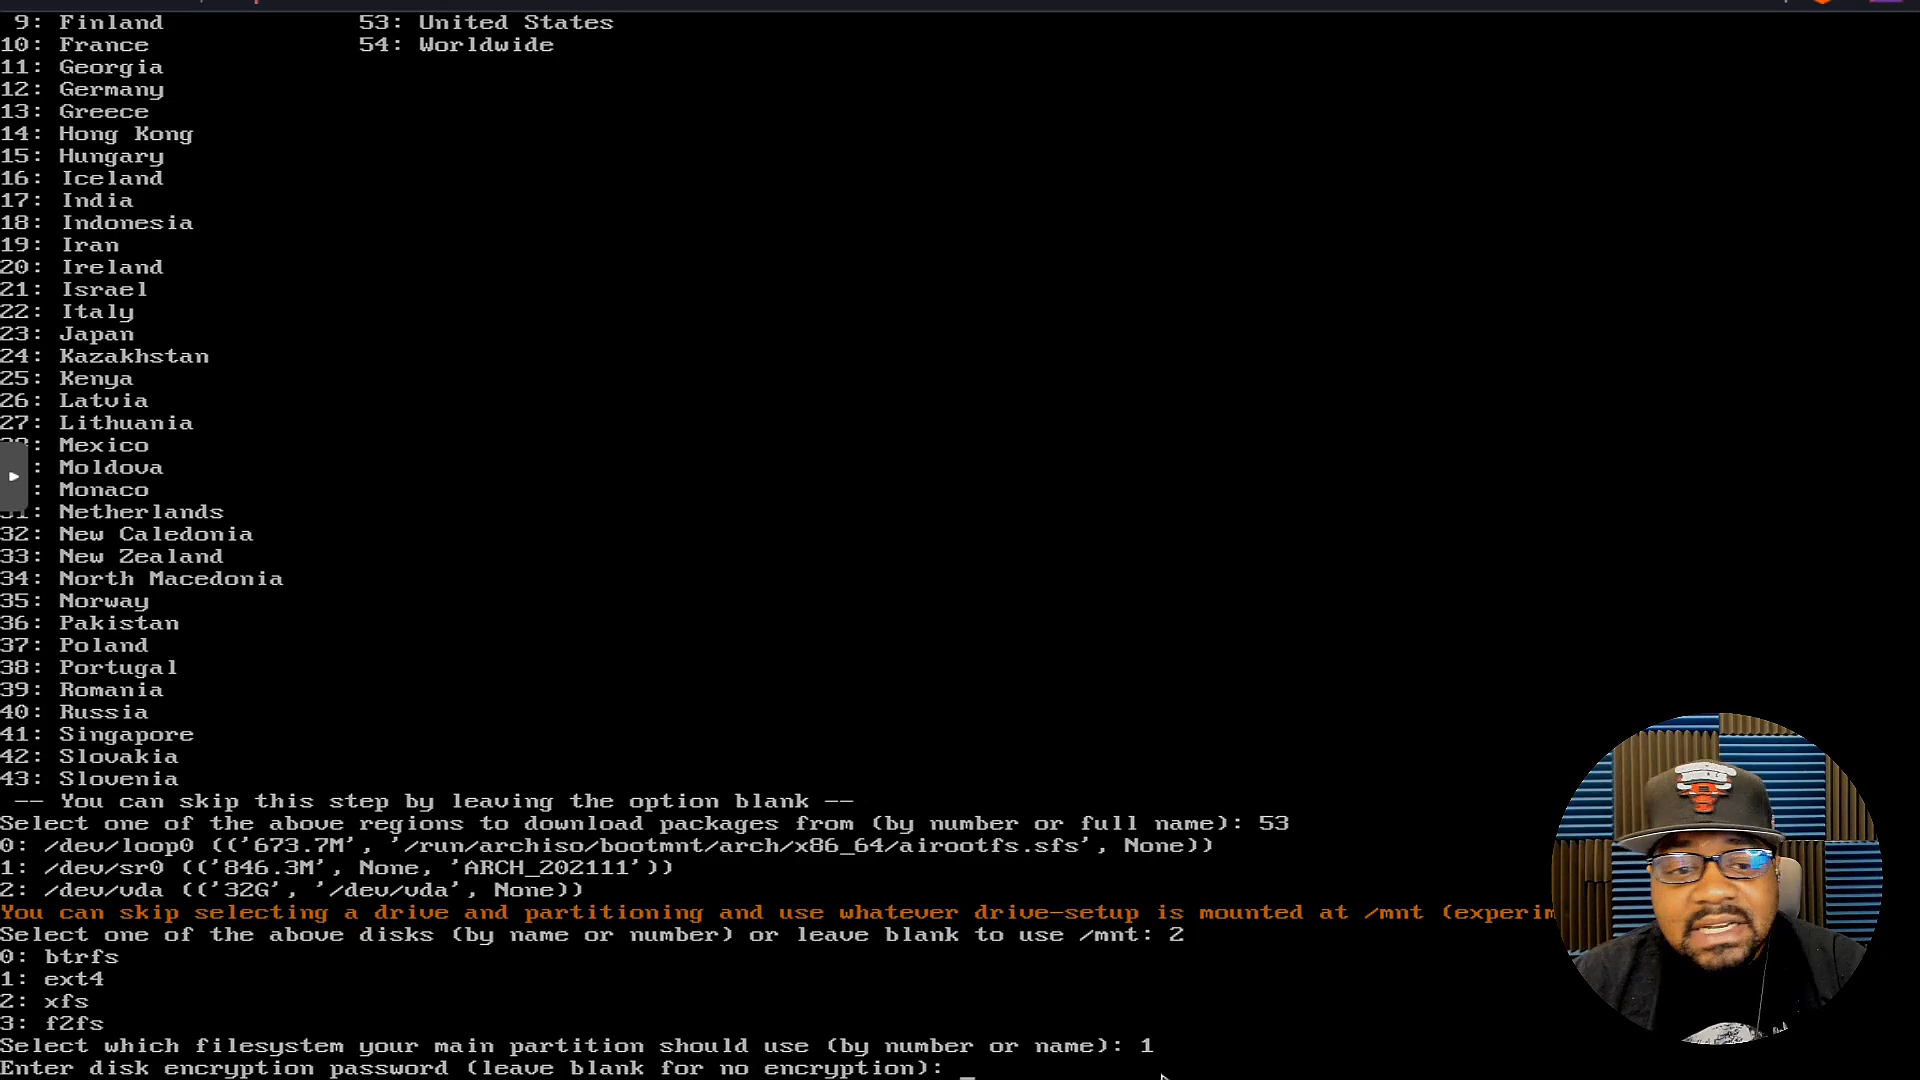 9: Finland 53: United States
10: France 54: Worldwide
11: Georgia
12: Germany
13: Greece
14: Hong Kong
15: Hungary
16: Iceland
17: India
18: Indonesia
19: Iran
20: Ireland
21: Israel
22: Italy
23: Japan
24: Kazakhstan
25: Kenya
26: Latvia
27: Lithuania
: Mexico
: Moldova
: Monaco
: Netherlands
32: New Caledonia
33: New Zealand
34: North Macedonia
35: Norway
36: Pakistan
37: Poland
38: Portugal
39: Romania
40: Russia
41: Singapore
42: Slovakia
43: Slovenia
-- You can skip this step by leaving the option blank --
Select one of the above regions to download packages from (by number or full name): 53
0: /dev/loop0 (('673.7M', '/run/archiso/bootmnt/arch/x86_64/airootfs.sfs', None))
1: /dev/sr0 (('846.3M', None, 'ARCH_202111'))
2: /dev/vda (('32G', '/dev/vda', None))
You can skip selecting a drive and partitioning and use whatever drive-setup is mounted at /mnt (experim
Select one of the above disks (by name or number) or leave blank to use /mnt: 2
0: btrfs
1: ext4
2: xfs
3: f2fs
Select which filesystem your main partition should use (by number or name): 1
Enter disk encryption password (leave blank for no encryption): _